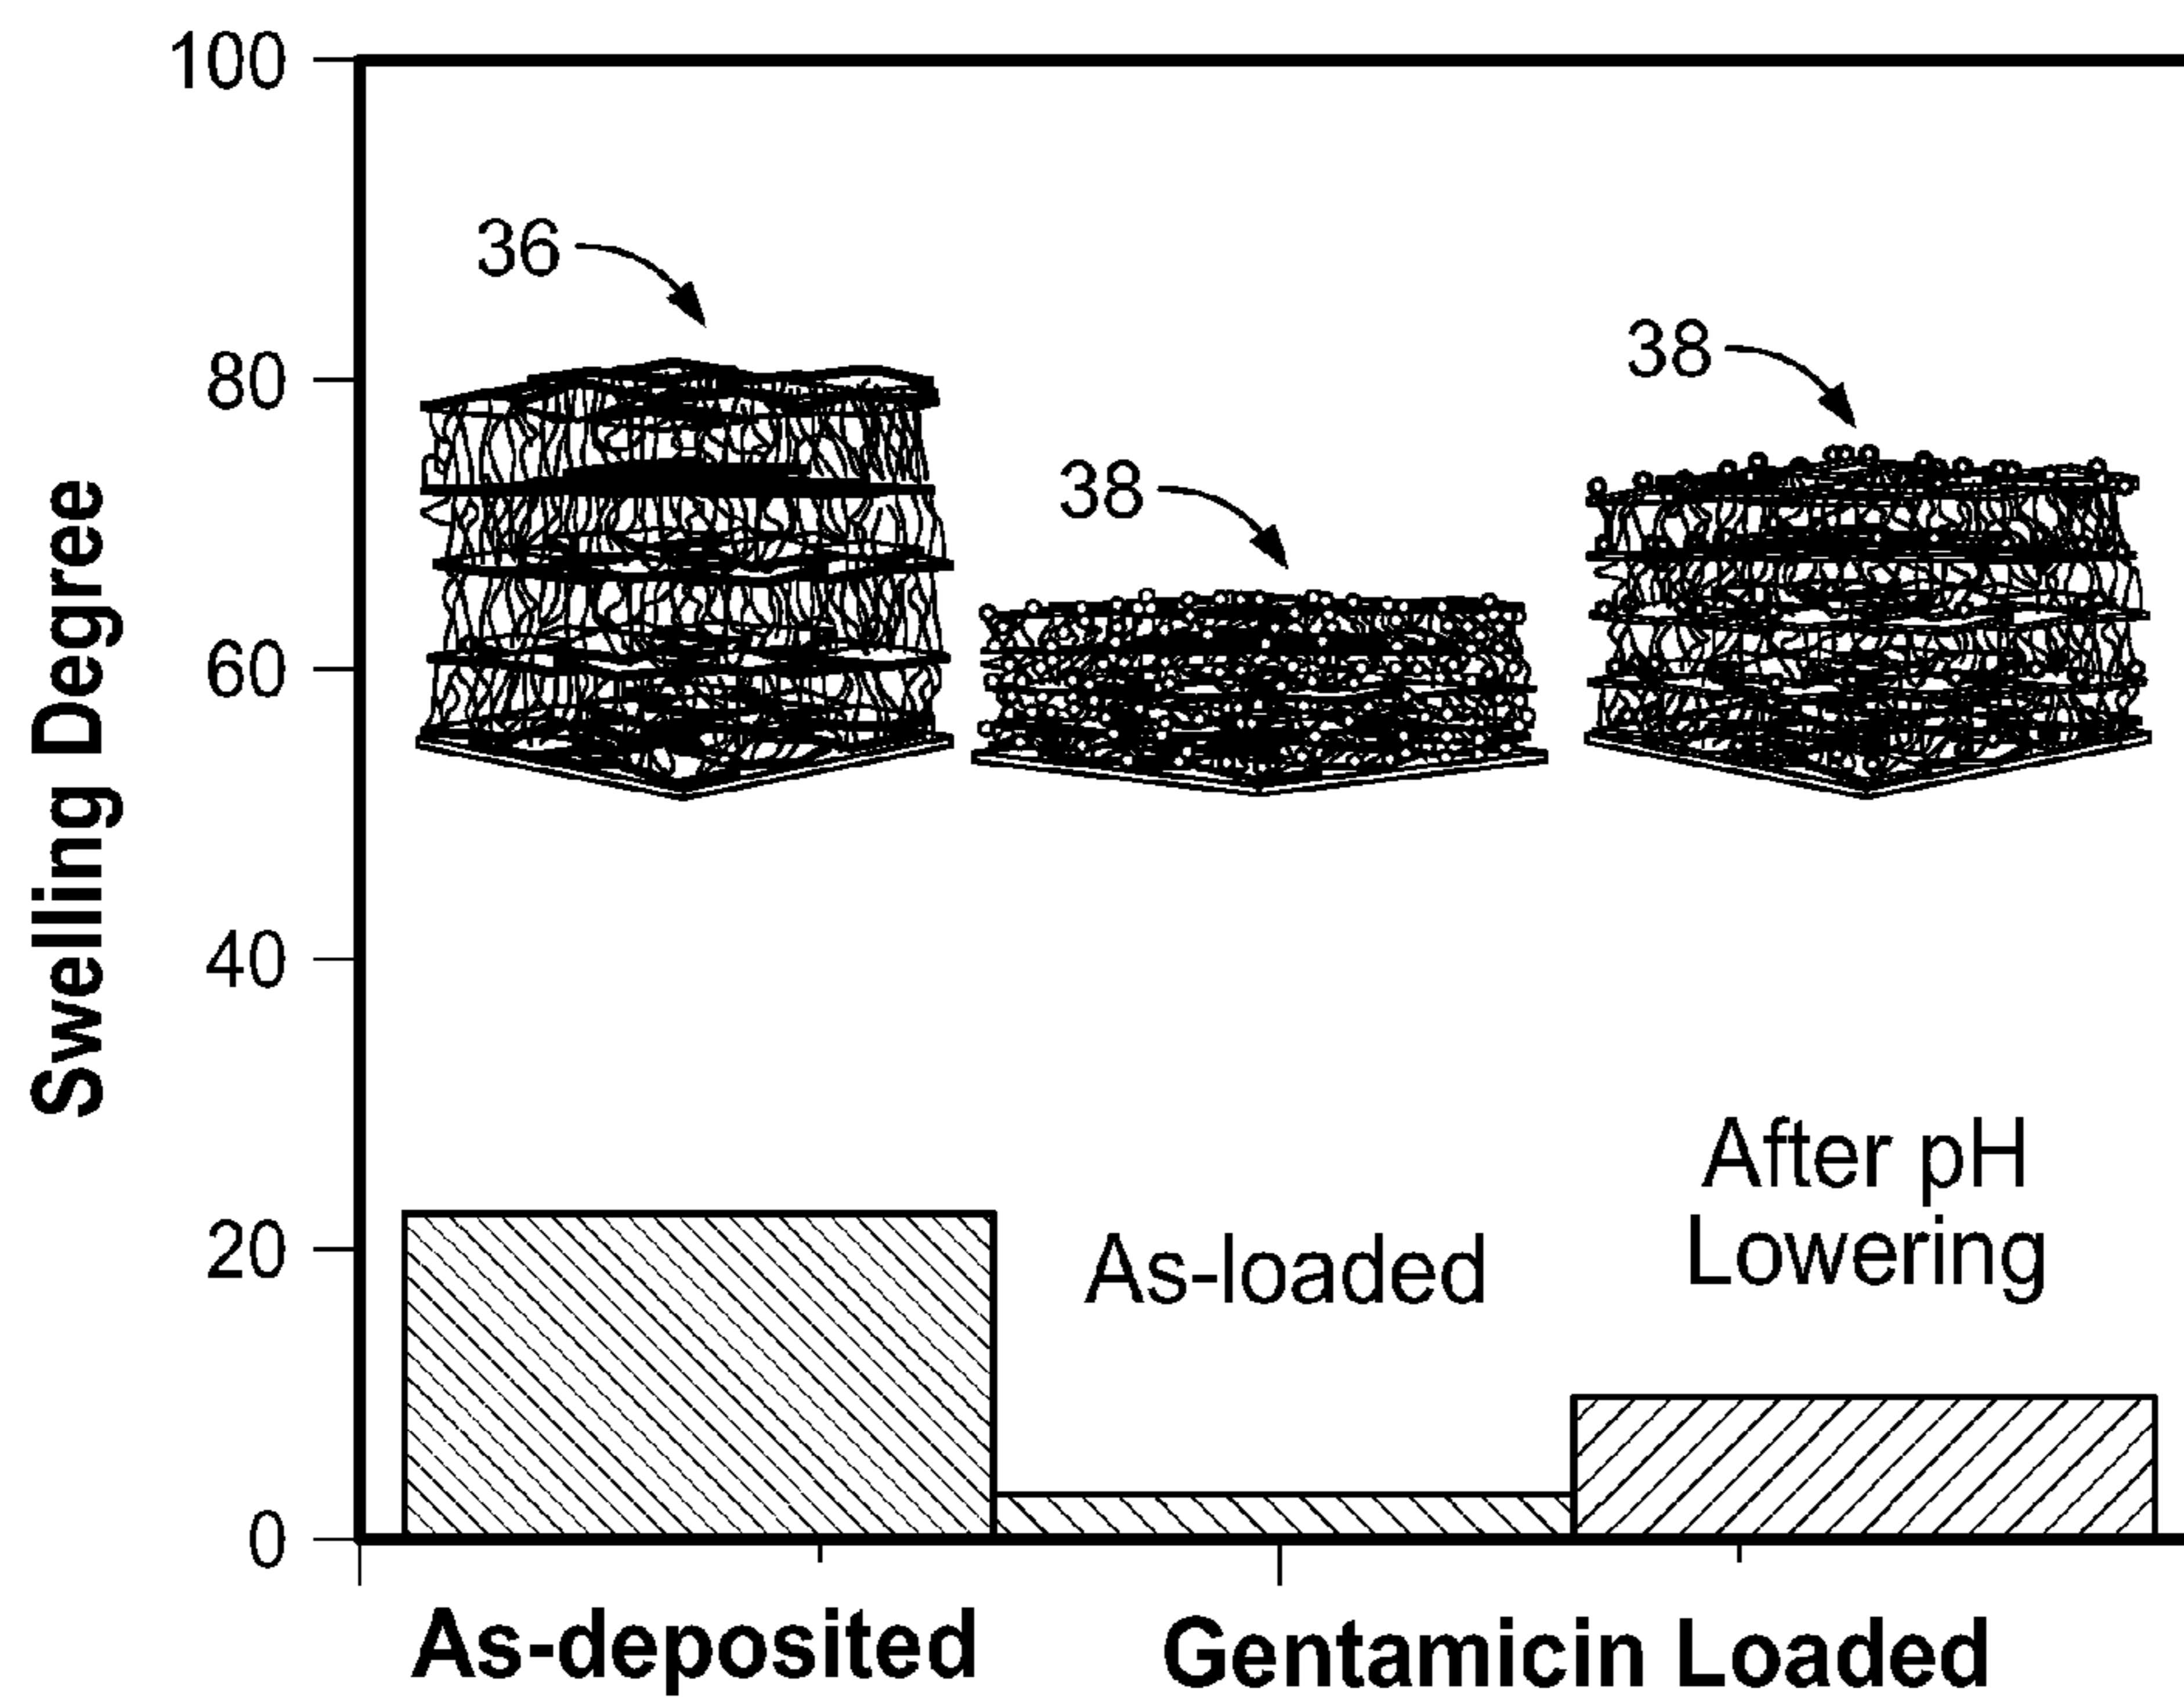 100
80
60
40
20
0
Swelling Degree
36
38
38
As-loaded
After pH
Lowering
As-deposited
Gentamicin Loaded